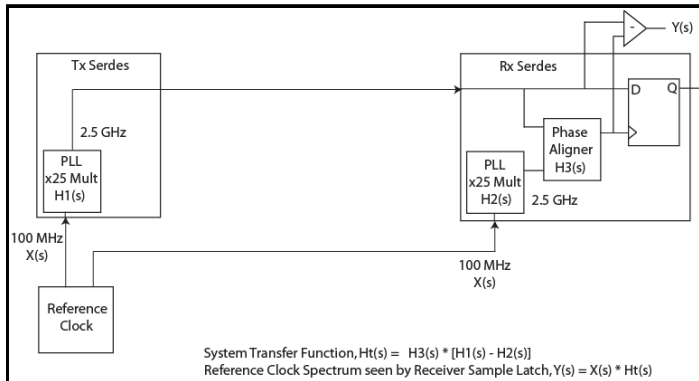 Y(s)
-
Tx Serdes
Rx Serdes
D
Q
2.5 GHz
Phase
Aligner
H3(s)
PLL
x25 Mult
H1(s)
PLL
x25 Mult
H2(s)
2.5 GHz
100 MHz
X(s)
100 MHz
X(s)
Reference
Clock
System Transfer Function, Ht(s) = H3(s) * [H1(s) - H2(s)]
Reference Clock Spectrum seen by Receiver Sample Latch, Y(s) = X(s) * Ht(s)